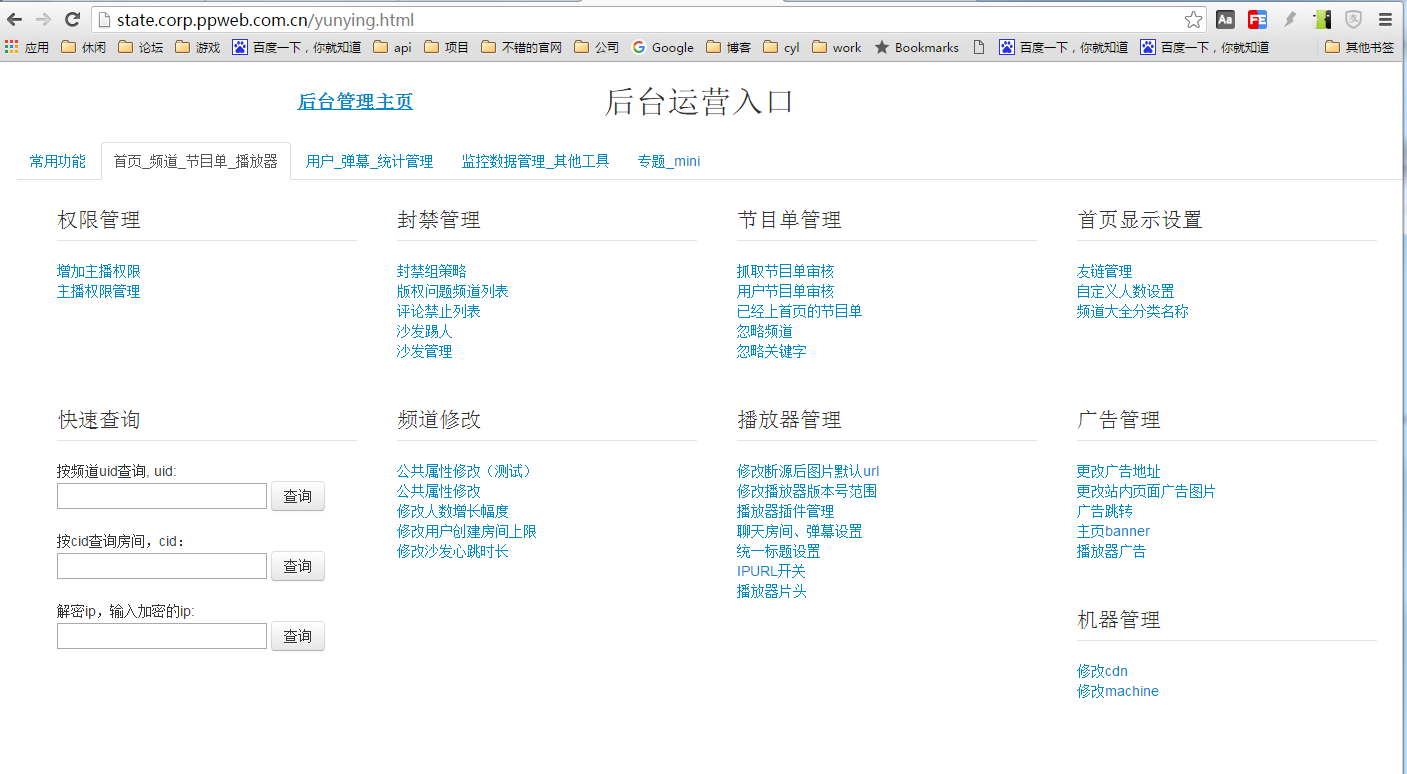 state.corp.ppweb.com.cn/yunying.html
应用 休闲 论坛 游戏 百度一下，你就知道 api 项目 不错的官网 公司 Google 博客 cyl work Bookmarks 百度一下，你就知道 百度一下，你就知道 其他书签
后台管理主页 后台运营入口
常用功能 首页_频道_节目单_播放器 用户_弹幕_统计管理 监控数据管理_其他工具 专题_mini
权限管理
增加主播权限
主播权限管理
封禁管理
封禁组策略
版权问题频道列表
评论禁止列表
沙发踢人
沙发管理
节目单管理
抓取节目单审核
用户节目单审核
已经上首页的节目单
忽略频道
忽略关键字
首页显示设置
友链管理
自定义人数设置
频道大全分类名称
快速查询
按频道uid查询, uid:
查询
按cid查询房间，cid：
查询
解密ip，输入加密的ip:
查询
频道修改
公共属性修改（测试）
公共属性修改
修改人数增长幅度
修改用户创建房间上限
修改沙发心跳时长
播放器管理
修改断源后图片默认url
修改播放器版本号范围
播放器插件管理
聊天房间、弹幕设置
统一标题设置
IPURL开关
播放器片头
广告管理
更改广告地址
更改站内页面广告图片
广告跳转
主页banner
播放器广告
机器管理
修改cdn
修改machine